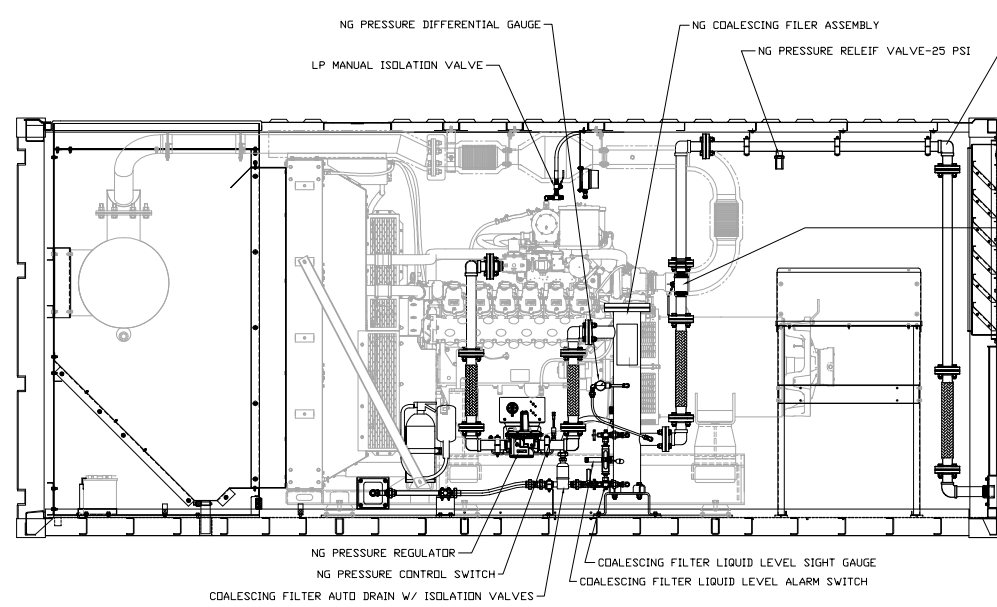 NG PRESSURE DIFFERENTIAL GAUGE
NG COALESCING FILER ASSEMBLY
NG PRESSURE RELEIF VALVE-25 PSI
LP MANUAL ISOLATION VALVE
NG PRESSURE REGULATOR
COALESCING FILTER LIQUID LEVEL SIGHT GAUGE
NG PRESSURE CONTROL SWITCH
COALESCING FILTER LIQUID LEVEL ALARM SWITCH
COALESCING FILTER AUTO DRAIN W/ ISOLATION VALVES